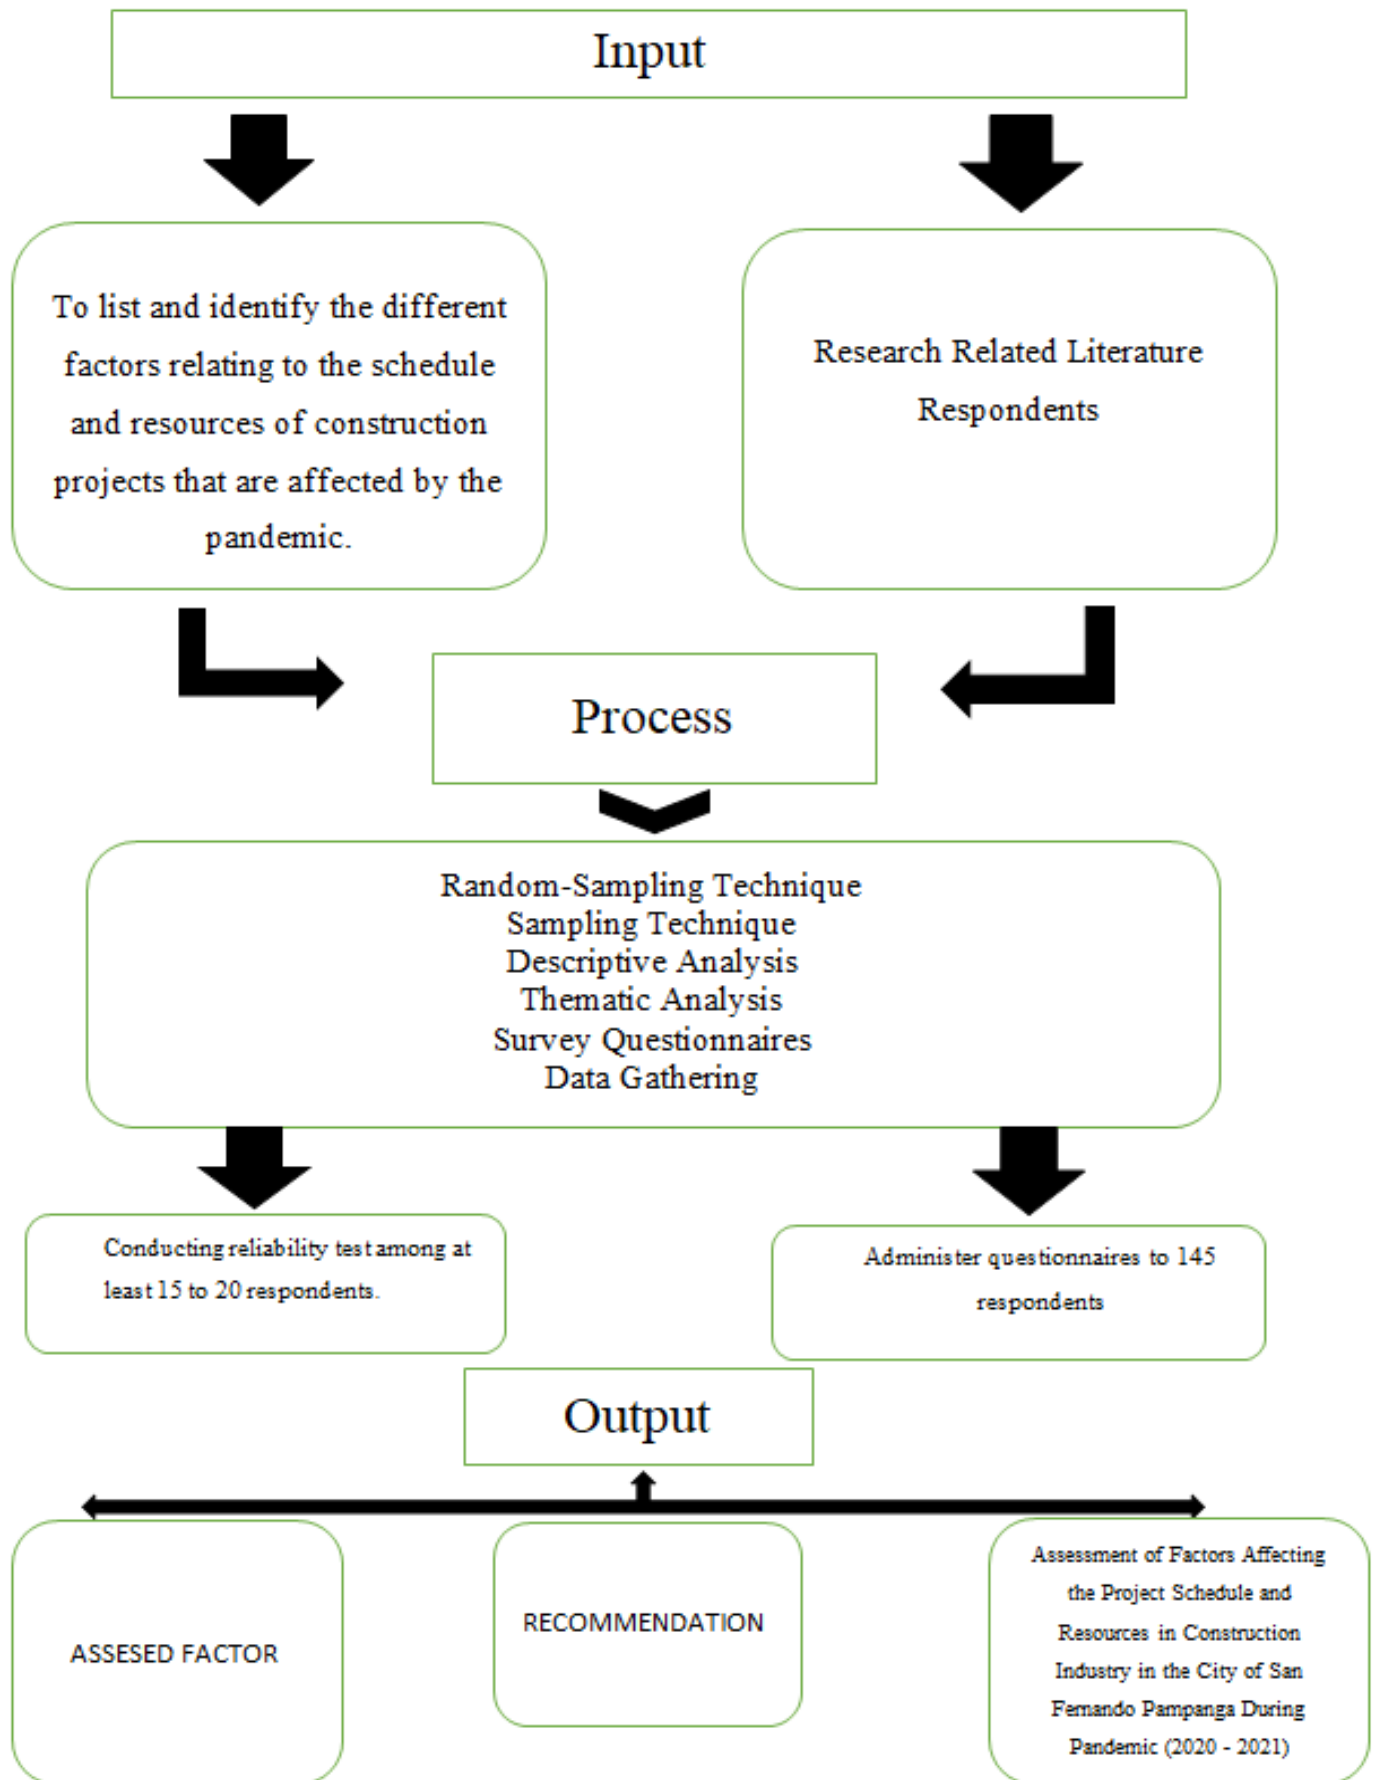 Input
To list and identify the different
factors relating to the schedule
and resources of construction
projects that are affected by the
pandemic.
Research Related Literature
Respondents
Process
Random-Sampling Technique
Sampling Technique
Descriptive Analysis
Thematic Analysis
Survey Questionnaires
Data Gathering
Conducting reliability test among at
least 15 to 20 respondents.
Administer questionnaires to 145
respondents
Output
ASSESED FACTOR
RECOMMENDATION
Assessment of Factors Affecting
the Project Schedule and
Resources in Construction
Industry in the City of San
Fernando Pampanga During
Pandemic (2020 - 2021)